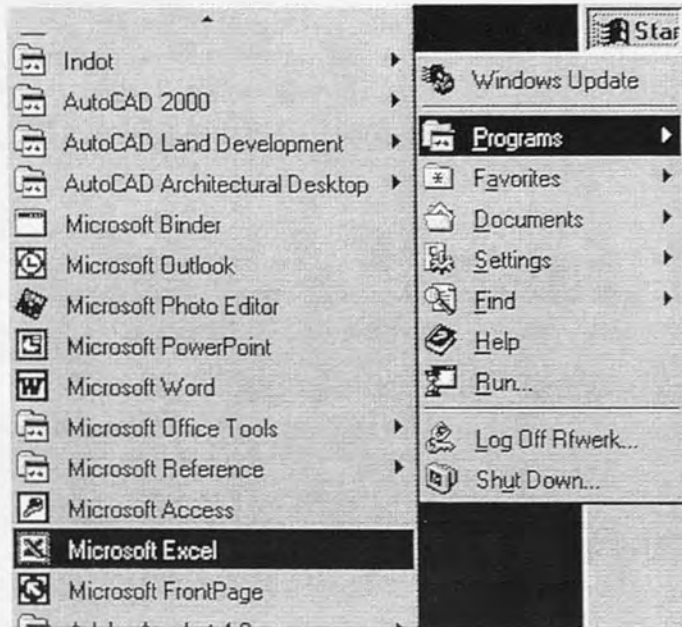 Indot
AutoCAD 2000
AutoCAD Land Development
AutoCAD Architectural Desktop
Microsoft Binder
Microsoft Outlook
Microsoft Photo Editor
Microsoft PowerPoint
Microsoft Word
Microsoft Office Tools
Microsoft Reference
Microsoft Access
Microsoft Excel
Microsoft FrontPage
Star
Windows Update
Programs
Favorites
Documents
Settings
Find
Help
Run...
Log Off Rfwerk...
Shut Down...